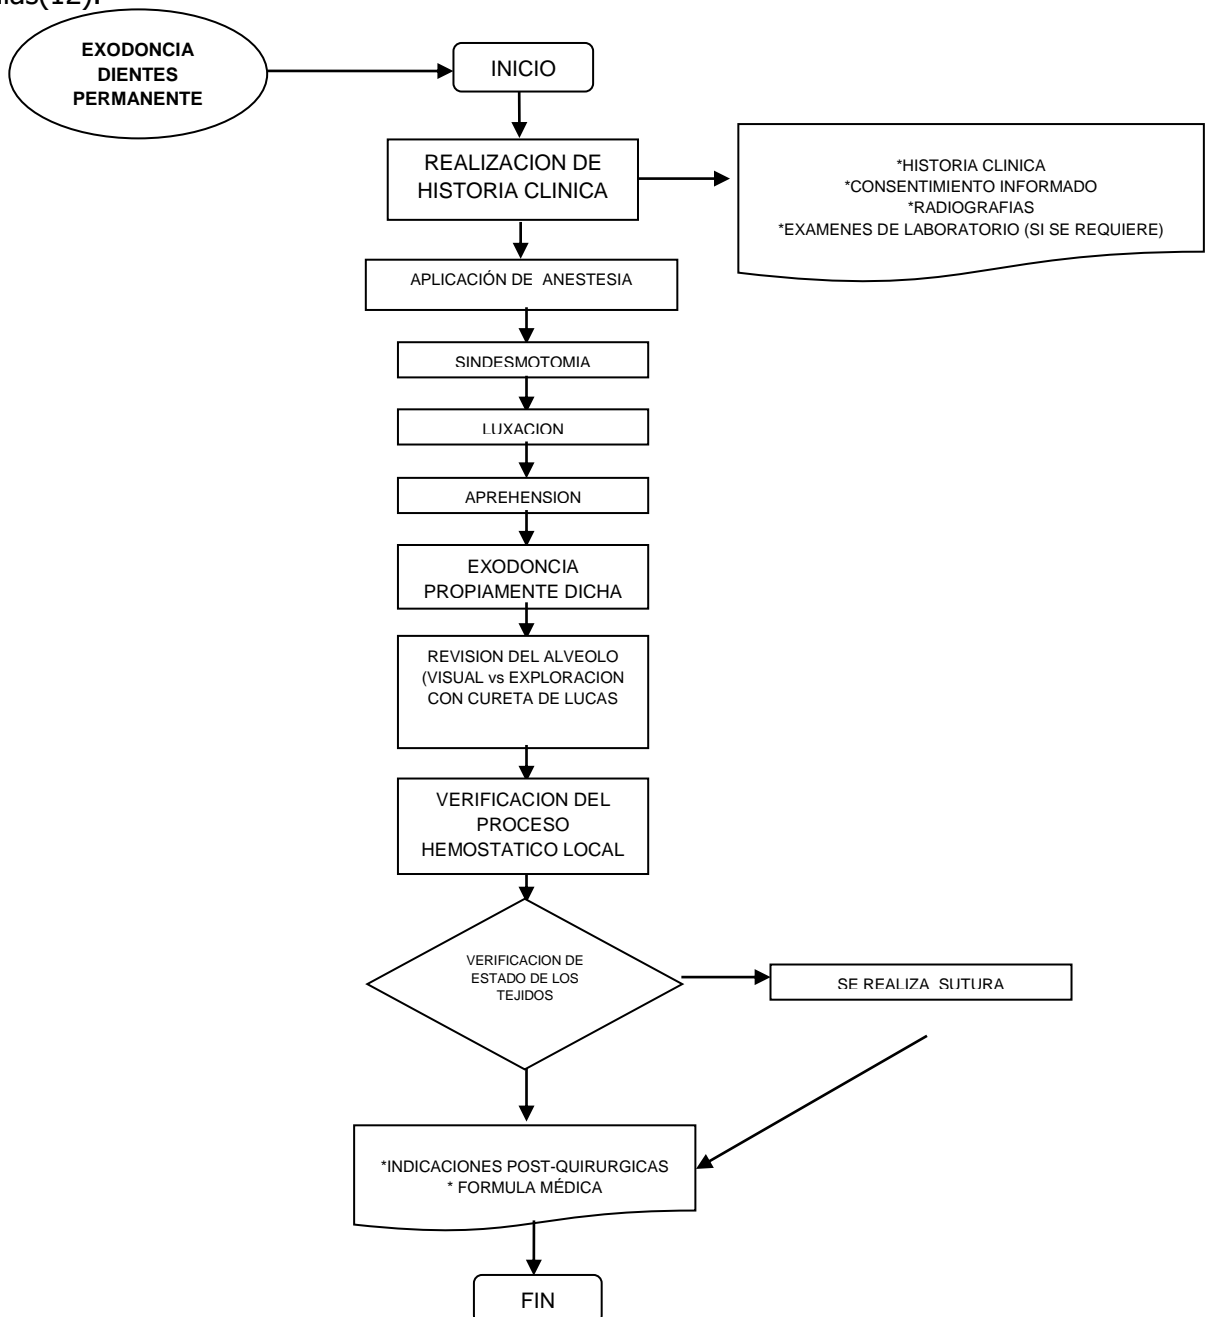 EXODONCIA
DIENTES
PERMANENTE
INICIO
REALIZACION DE
HISTORIA CLINICA
*HISTORIA CLINICA
*CONSENTIMIENTO INFORMADO
*RADIOGRAFIAS
*EXAMENES DE LABORATORIO (SI SE REQUIERE)
APLICACIÓN DE ANESTESIA
SINDESMOTOMIA
LUXACION
APREHENSION
EXODONCIA
PROPIAMENTE DICHA
REVISION DEL ALVEOLO
(VISUAL vs EXPLORACION
CON CURETA DE LUCAS
VERIFICACION DEL
PROCESO
HEMOSTATICO LOCAL
VERIFICACION DE
ESTADO DE LOS
TEJIDOS
SE REALIZA SUTURA
*INDICACIONES POST-QUIRURGICAS
* FORMULA MÉDICA
FIN